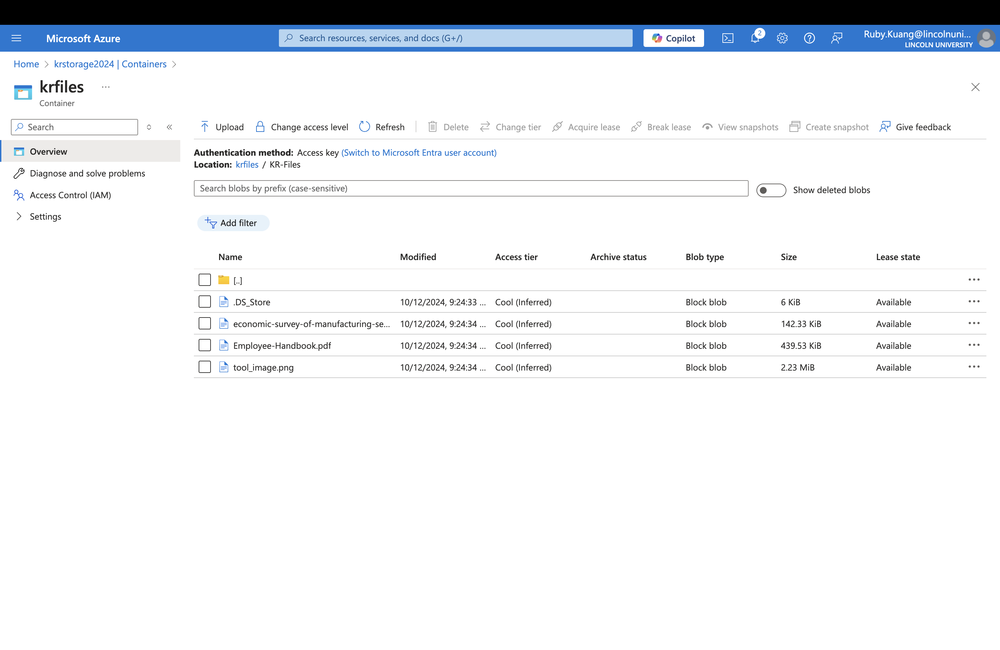 Microsoft Azure
Search resources, services, and docs (G+/)
Copilot
2
Ruby.Kuang@lincolnuni...
LINCOLN UNIVERSITY
Home > krstorage2024 | Containers >
krfiles ...
Container
Search
Upload Change access level Refresh Delete Change tier Acquire lease Break lease View snapshots Create snapshot Give feedback
Overview
Diagnose and solve problems
Access Control (IAM)
Settings
Authentication method: Access key (Switch to Microsoft Entra user account)
Location: krfiles / KR-Files
Search blobs by prefix (case-sensitive)
Show deleted blobs
Add filter
Name Modified Access tier Archive status Blob type Size Lease state
[..]
.DS_Store 10/12/2024, 9:24:33 ... Cool (Inferred) Block blob 6 KiB Available
economic-survey-of-manufacturing-se... 10/12/2024, 9:24:34 ... Cool (Inferred) Block blob 142.33 KiB Available
Employee-Handbook.pdf 10/12/2024, 9:24:34 ... Cool (Inferred) Block blob 439.53 KiB Available
tool_image.png 10/12/2024, 9:24:34 ... Cool (Inferred) Block blob 2.23 MiB Available